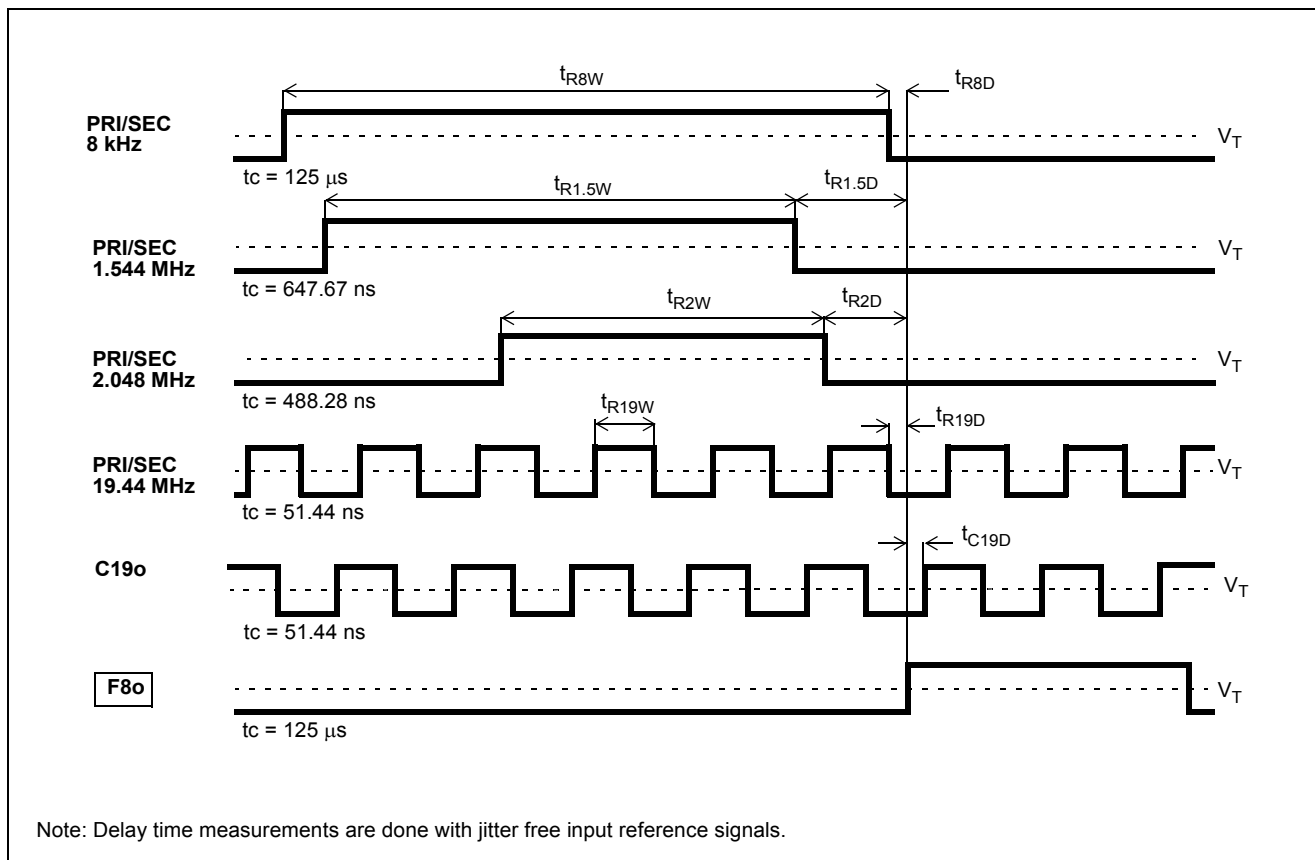 tR8W
tR8D
PRI/SEC
8 kHz
VT
tc = 125 μs
tR1.5W
tR1.5D
PRI/SEC
1.544 MHz
VT
tc = 647.67 ns
tR2W
tR2D
PRI/SEC
2.048 MHz
VT
tc = 488.28 ns
tR19W
tR19D
PRI/SEC
19.44 MHz
VT
tc = 51.44 ns
tC19D
C19o
VT
tc = 51.44 ns
F8o
VT
tc = 125 μs
Note: Delay time measurements are done with jitter free input reference signals.